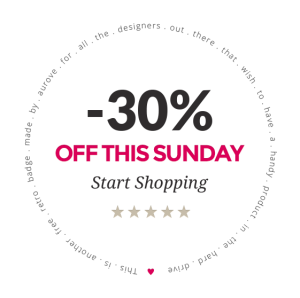 -30%
OFF THIS SUNDAY
Start Shopping
This . is . another . free . retro . badge . made . by . aurove . for . all . the . designers . out . there . that . wish . to . have . a . handy . product . in . the . hard . drive